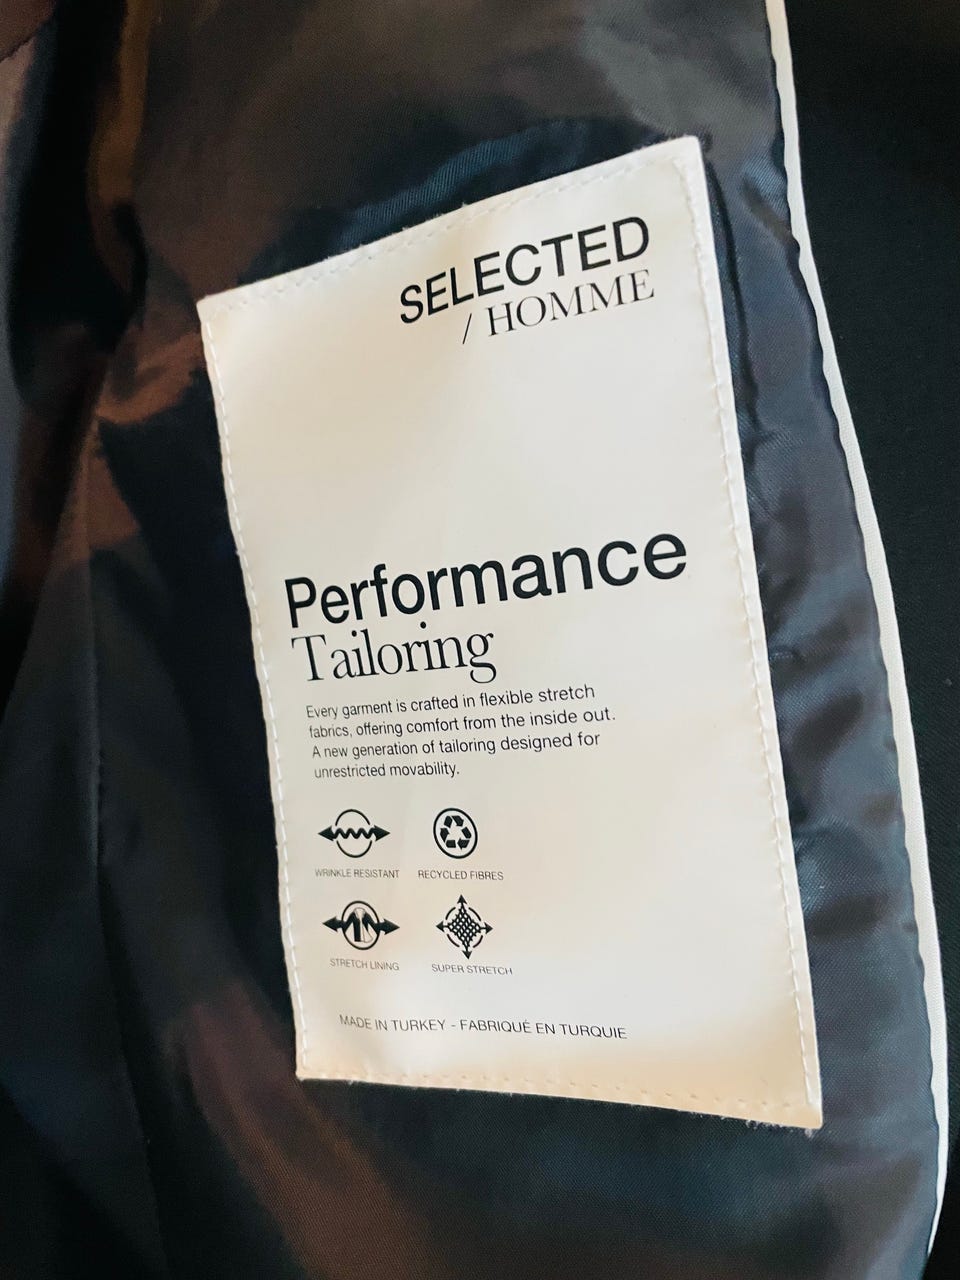 SELECTED
/ HOMME
Performance
Tailoring
Every garment is crafted in flexible stretch
fabrics, offering comfort from the inside out.
A new generation of tailoring designed for
unrestricted movability.
WRINKLE RESISTANT RECYCLED FIBRES
STRETCH LINING SUPER STRETCH
MADE IN TURKEY - FABRIQUÉ EN TURQUIE